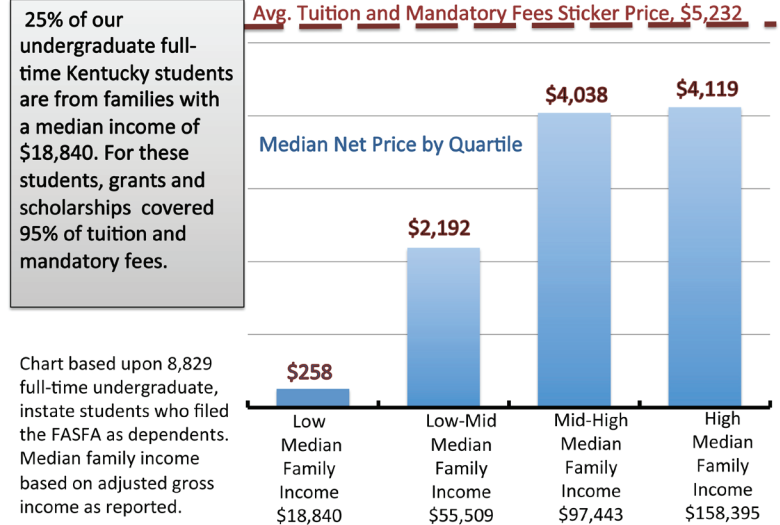 25% of our
undergraduate full-
time Kentucky students
are from families with
a median income of
$18,840. For these
students, grants and
scholarships covered
95% of tuition and
mandatory fees.
Avg. Tuition and Mandatory Fees Sticker Price, $5,232
Median Net Price by Quartile
$258
$2,192
$4,038
$4,119
Low
Median
Family
Income
$18,840
Low-Mid
Median
Family
Income
$55,509
Mid-High
Median
Family
Income
$97,443
High
Median
Family
Income
$158,395
Chart based upon 8,829
full-time undergraduate,
instate students who filed
the FASFA as dependents.
Median family income
based on adjusted gross
income as reported.